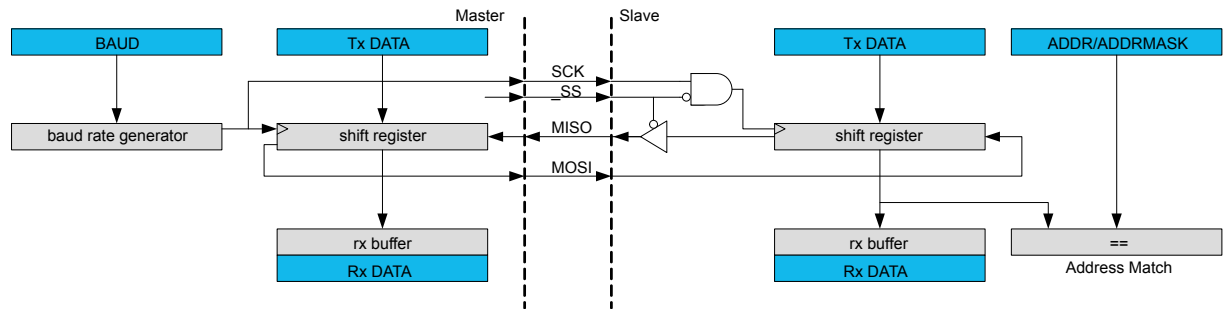 Master
Slave
BAUD
Tx DATA
Tx DATA
ADDR/ADDRMASK
SCK
_SS
baud rate generator
shift register
MISO
shift register
MOSI
rx buffer
rx buffer
==
Rx DATA
Rx DATA
Address Match